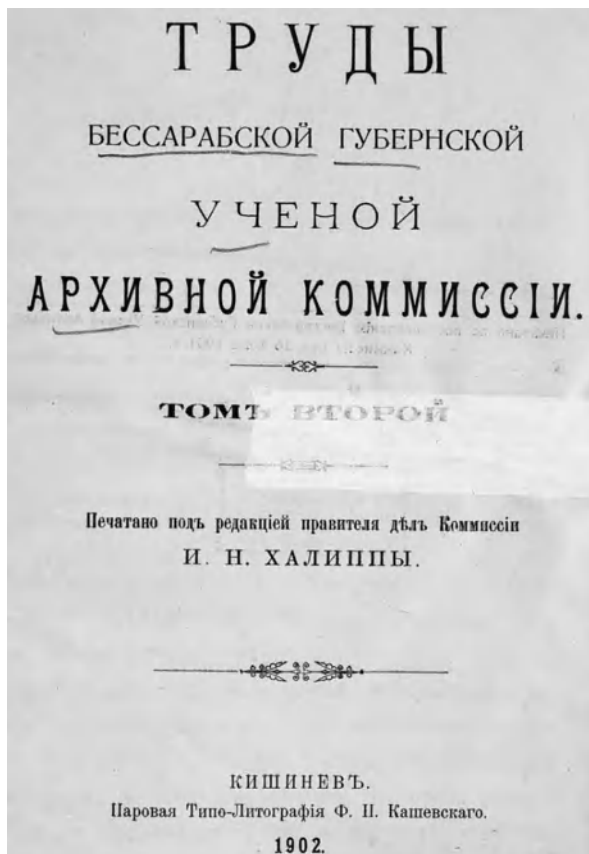 ТРУДЫ
БЕССАРАБСКОЙ ГУБЕРНСКОЙ
УЧЕНОЙ
АРХИВНОЙ КОММИССІИ.
ТОМЪ ВТОРОЙ
Печатано подъ редакціей правителя дѣлъ Коммиссіи
И. Н. ХАЛИППЫ.
КИШИНЕВЪ.
Паровая Типо-Литографія Ф. П. Кашевскаго.
1902.